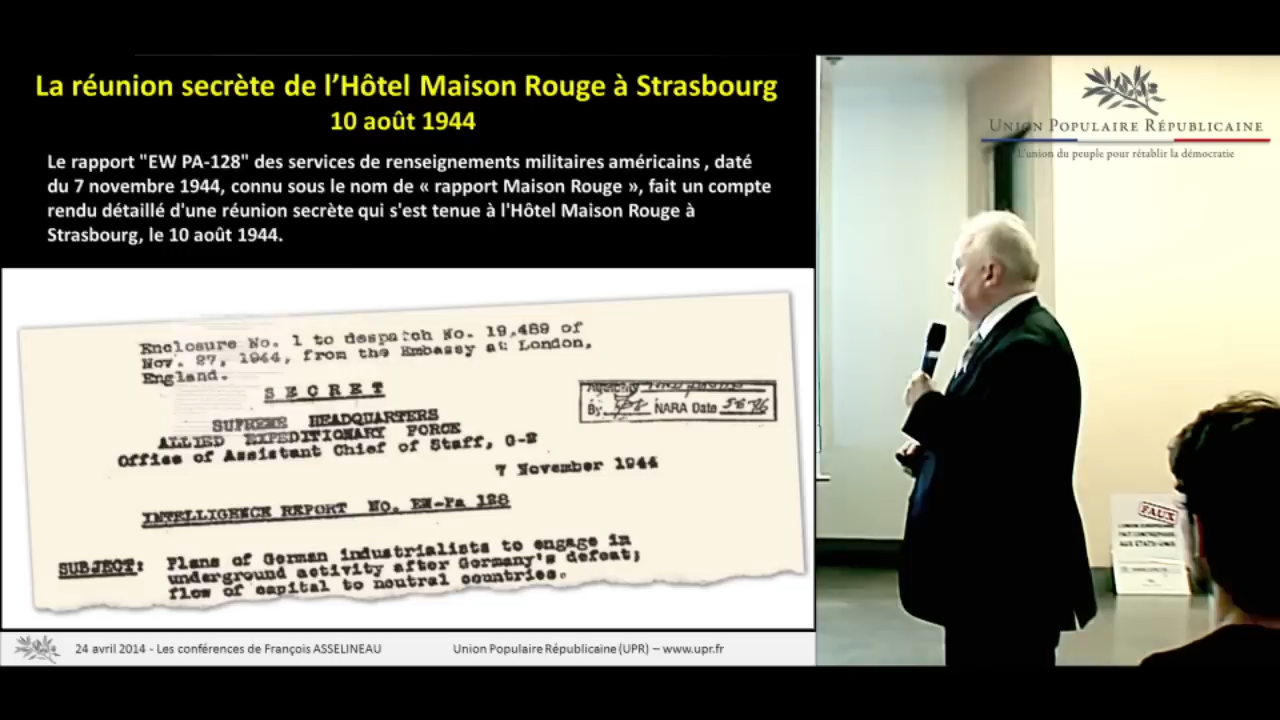 La réunion secrète de l'Hôtel Maison Rouge à Strasbourg
10 août 1944
Le rapport "EW PA-128" des services de renseignements militaires américains , daté
du 7 novembre 1944, connu sous le nom de « rapport Maison Rouge », fait un compte
rendu détaillé d'une réunion secrète qui s'est tenue à l'Hôtel Maison Rouge à
Strasbourg, le 10 août 1944.
Enclosure No. 1 to despatch No. 19,489 of
Nov. 27, 1944, from the Embassy at London,
England.
SECRET
SUPREME HEADQUARTERS
ALLIED EXPEDITIONARY FORCE
Office of Assistant Chief of Staff, G-2
By NARA Date
7 November 1944
INTELLIGENCE REPORT NO. EW-Pa 128
SUBJECT: Plans of German industrialists to engage in
underground activity after Germany's defeat;
flow of capital to neutral countries.
24 avril 2014 - Les conférences de François ASSELINEAU
Union Populaire Républicaine (UPR) – www.upr.fr
UNION POPULAIRE RÉPUBLICAINE
L'union du peuple pour rétablir la démocratie
FAUX